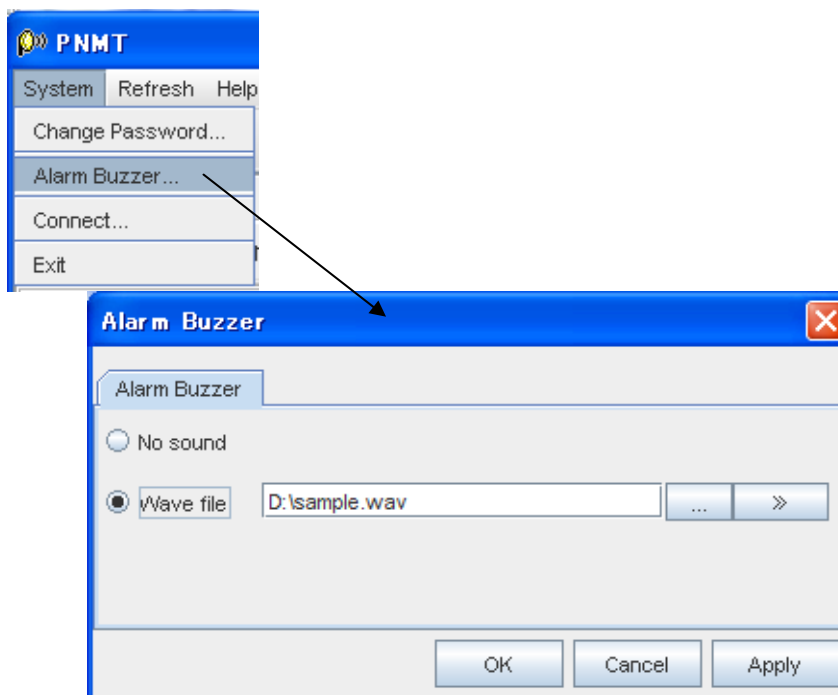 PNMT
System Refresh Help
Change Password...
Alarm Buzzer...
Connect...
Exit
Alarm Buzzer
Alarm Buzzer
No sound
Wave file D:\sample.wav ... »
OK Cancel Apply